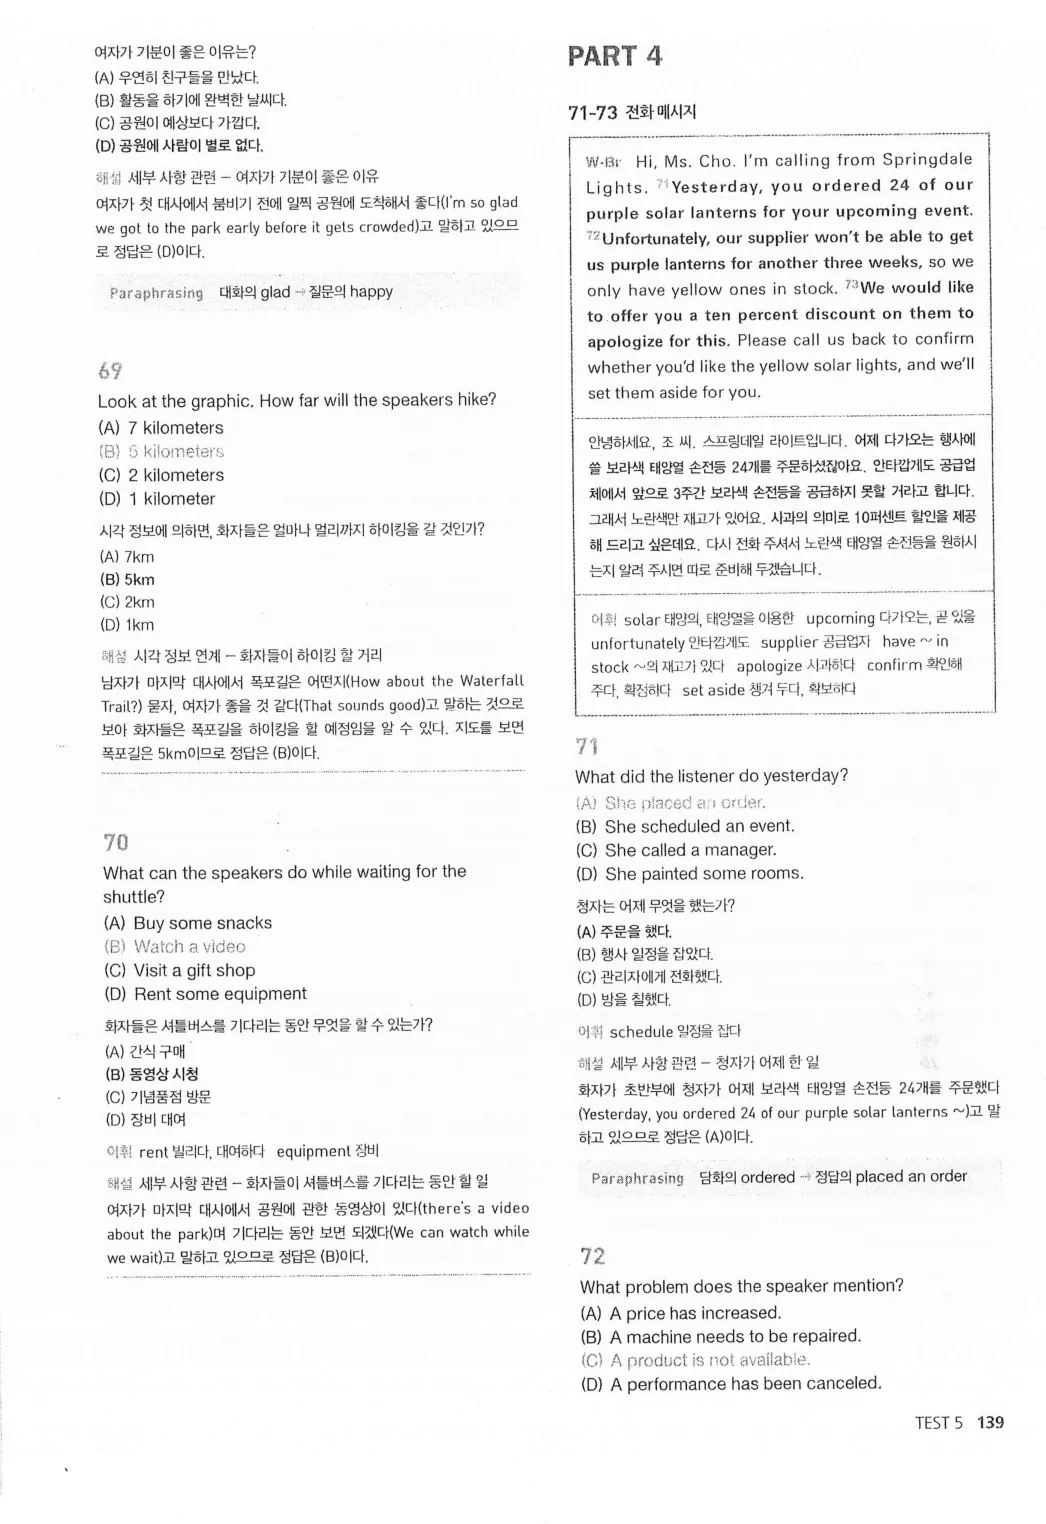 여자가 기분이 좋은 이유는?
(A) 우연히 친구들을 만났다.
(B) 활동을 하기에 완벽한 날씨다.
(C) 공원이 예상보다 가깝다.
(D) 공원에 사람이 별로 없다.
해설 세부 사항 관련 – 여자가 기분이 좋은 이유
여자가 첫 대사에서 붐비기 전에 일찍 공원에 도착해서 좋다(I'm so glad
we got to the park early before it gets crowded)고 말하고 있으므
로 정답은 (D)이다.
Paraphrasing 대화의 glad → 질문의 happy
69
Look at the graphic. How far will the speakers hike?
(A) 7 kilometers
(B) 5 kilometers
(C) 2 kilometers
(D) 1 kilometer
시각 정보에 의하면, 화자들은 얼마나 멀리까지 하이킹을 갈 것인가?
(A) 7km
(B) 5km
(C) 2km
(D) 1km
해설 시각 정보 연계 – 화자들이 하이킹 할 거리
남자가 마지막 대사에서 폭포길은 어떤지(How about the Waterfall
Trail?) 묻자, 여자가 좋을 것 같다(That sounds good)고 말하는 것으로
보아 화자들은 폭포길을 하이킹을 할 예정임을 알 수 있다. 지도를 보면
폭포길은 5km이므로 정답은 (B)이다.
70
What can the speakers do while waiting for the
shuttle?
(A) Buy some snacks
(B) Watch a video
(C) Visit a gift shop
(D) Rent some equipment
화자들은 셔틀버스를 기다리는 동안 무엇을 할 수 있는가?
(A) 간식 구매
(B) 동영상 시청
(C) 기념품점 방문
(D) 장비 대여
어휘 rent 빌리다, 대여하다 equipment 장비
해설 세부 사항 관련 – 화자들이 셔틀버스를 기다리는 동안 할 일
여자가 마지막 대사에서 공원에 관한 동영상이 있다(there's a video
about the park)며 기다리는 동안 보면 되겠다(We can watch while
we wait)고 말하고 있으므로 정답은 (B)이다.
PART 4
71-73 전화 메시지
W-Br Hi, Ms. Cho. I'm calling from Springdale
Lights. 71Yesterday, you ordered 24 of our
purple solar lanterns for your upcoming event.
72Unfortunately, our supplier won't be able to get
us purple lanterns for another three weeks, so we
only have yellow ones in stock. 73We would like
to offer you a ten percent discount on them to
apologize for this. Please call us back to confirm
whether you'd like the yellow solar lights, and we'll
set them aside for you.
안녕하세요, 조 씨. 스프링데일 라이트입니다. 어제 다가오는 행사에
쓸 보라색 태양열 손전등 24개를 주문하셨잖아요. 안타깝게도 공급업
체에서 앞으로 3주간 보라색 손전등을 공급하지 못할 거라고 합니다.
그래서 노란색만 재고가 있어요. 사과의 의미로 10퍼센트 할인을 제공
해 드리고 싶은데요. 다시 전화 주셔서 노란색 태양열 손전등을 원하시
는지 알려 주시면 따로 준비해 두겠습니다.
어휘 solar 태양의, 태양열을 이용한 upcoming 다가오는, 곧 있을
unfortunately 안타깝게도 supplier 공급업자 have ~ in
stock ~의 재고가 있다 apologize 사과하다 confirm 확인해
주다, 확정하다 set aside 챙겨 두다, 확보하다
71
What did the listener do yesterday?
(A) She placed an order.
(B) She scheduled an event.
(C) She called a manager.
(D) She painted some rooms.
청자는 어제 무엇을 했는가?
(A) 주문을 했다.
(B) 행사 일정을 잡았다.
(C) 관리자에게 전화했다.
(D) 방을 칠했다.
어휘 schedule 일정을 잡다
해설 세부 사항 관련 – 청자가 어제 한 일
화자가 초반부에 청자가 어제 보라색 태양열 손전등 24개를 주문했다
(Yesterday, you ordered 24 of our purple solar lanterns ~)고 말
하고 있으므로 정답은 (A)이다.
Paraphrasing 담화의 ordered → 정답의 placed an order
72
What problem does the speaker mention?
(A) A price has increased.
(B) A machine needs to be repaired.
(C) A product is not available.
(D) A performance has been canceled.
TEST 5 139